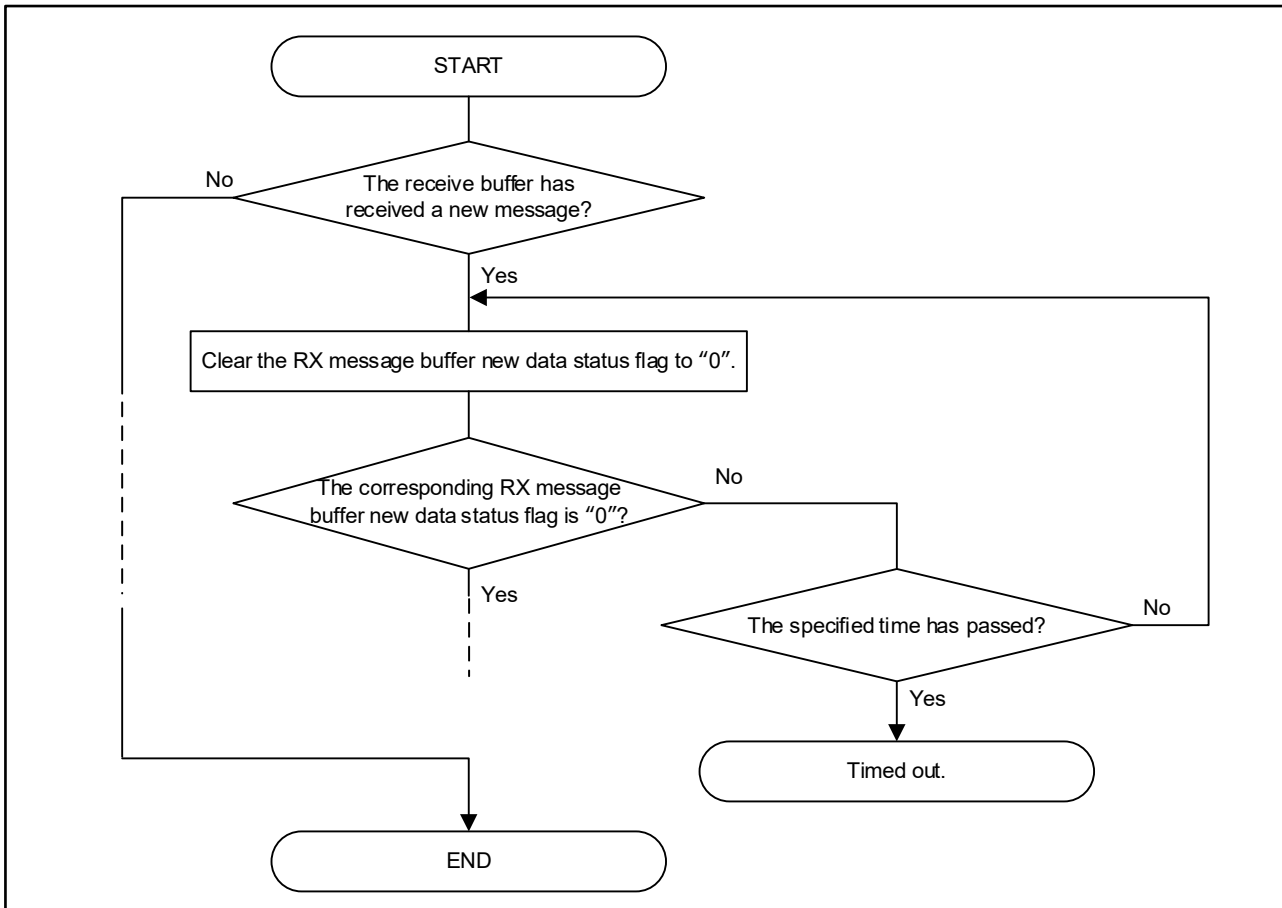 START
No
The receive buffer has
received a new message?
Yes
Clear the RX message buffer new data status flag to “0”.
The corresponding RX message
buffer new data status flag is “0”?
No
Yes
The specified time has passed?
No
Yes
Timed out.
END